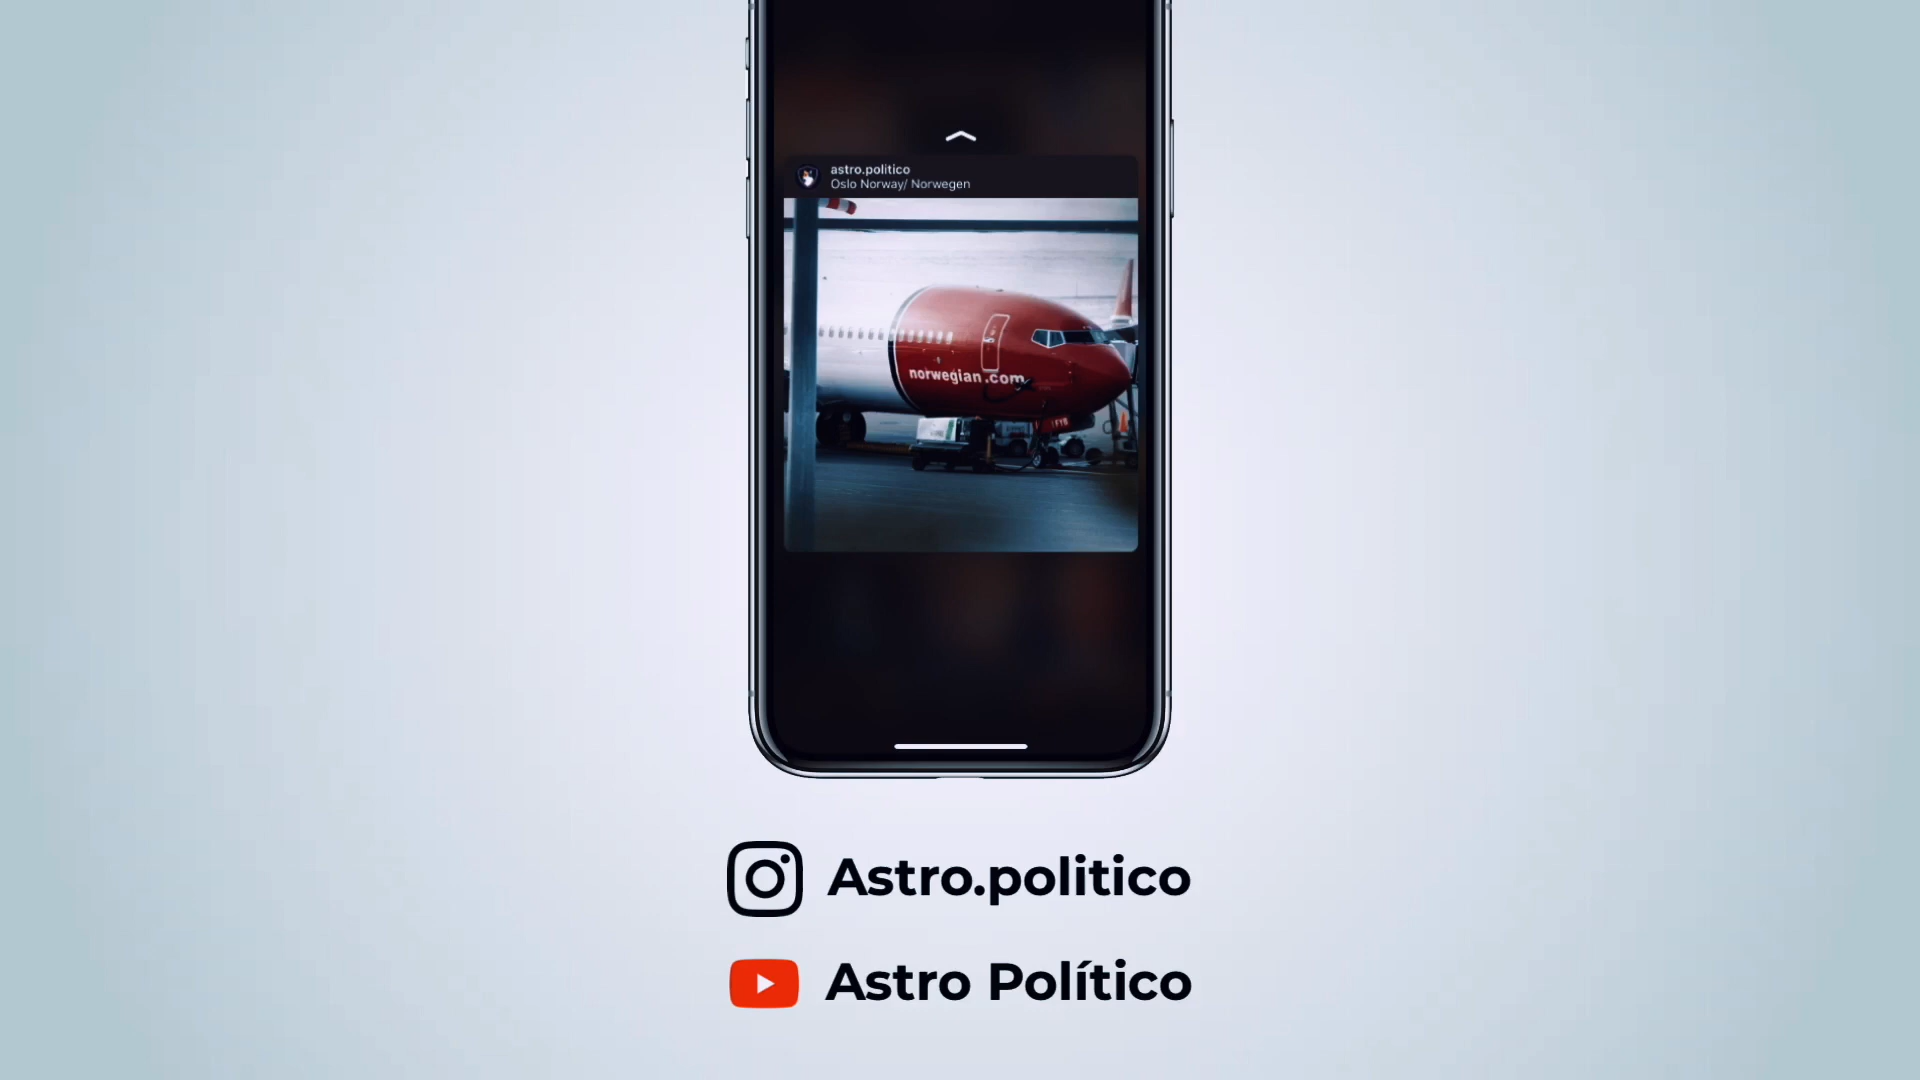 astro.politico
Oslo Norway/ Norwegen
norwegian.com
Astro.politico
Astro Político